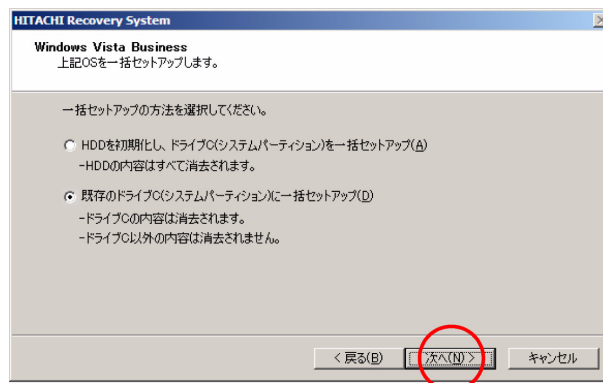 HITACHI Recovery System
Windows Vista Business
上記OSを一括セットアップします。
一括セットアップの方法を選択してください。
HDDを初期化し、ドライブC(システムパーティション)を一括セットアップ(A)
-HDDの内容はすべて消去されます。
既存のドライブC(システムパーティション)に一括セットアップ(D)
-ドライブCの内容は消去されます。
-ドライブC以外の内容は消去されません。
< 戻る(B) 次へ(N) > キャンセル